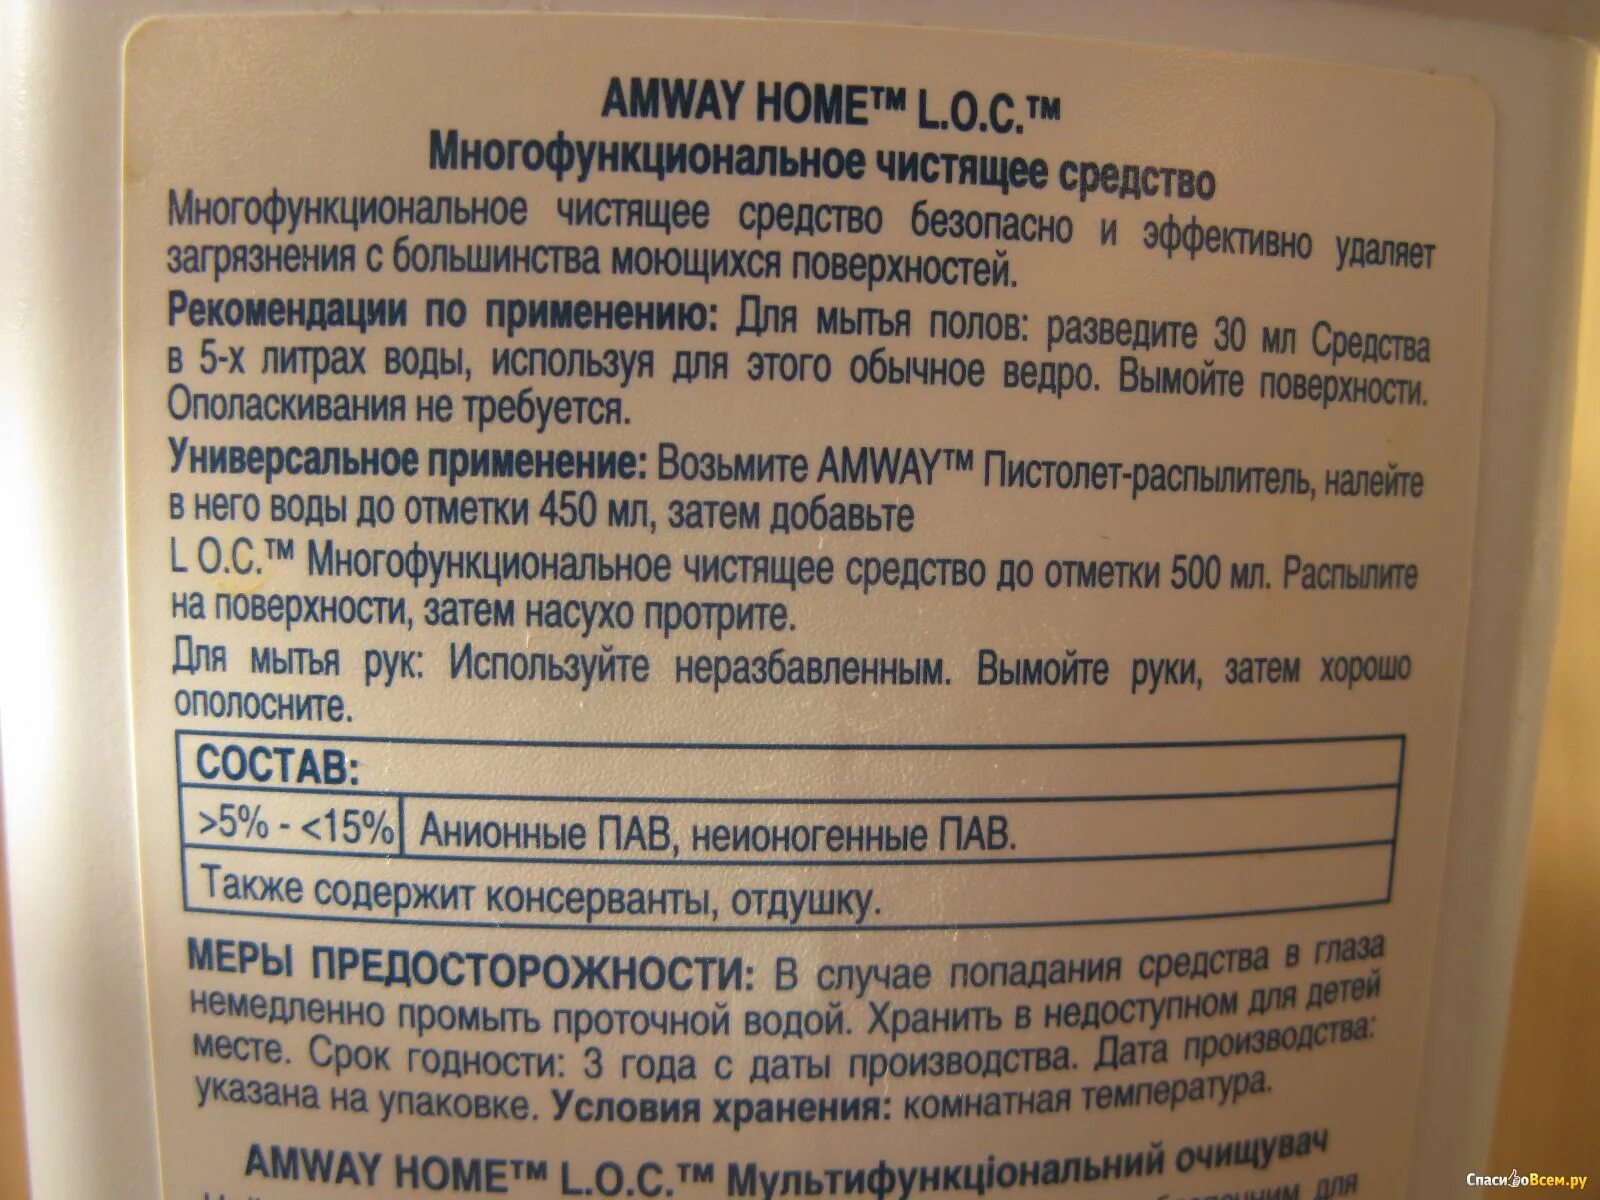 AMWAY HOME™ L.O.C.™
Многофункциональное чистящее средство
Многофункциональное чистящее средство безопасно и эффективно удаляет
загрязнения с большинства моющихся поверхностей.
Рекомендации по применению: Для мытья полов: разведите 30 мл Средства
в 5-х литрах воды, используя для этого обычное ведро. Вымойте поверхности.
Ополаскивания не требуется.
Универсальное применение: Возьмите AMWAY™ Пистолет-распылитель, налейте
в него воды до отметки 450 мл, затем добавьте
L O.C.™ Многофункциональное чистящее средство до отметки 500 мл. Распылите
на поверхности, затем насухо протрите.
Для мытья рук: Используйте неразбавленным. Вымойте руки, затем хорошо
ополосните.
СОСТАВ:
>5% - <15% Анионные ПАВ, неионогенные ПАВ.
Также содержит консерванты, отдушку.
МЕРЫ ПРЕДОСТОРОЖНОСТИ: В случае попадания средства в глаза
немедленно промыть проточной водой. Хранить в недоступном для детей
месте. Срок годности: 3 года с даты производства. Дата производства:
указана на упаковке. Условия хранения: комнатная температура.
AMWAY HOME™ L.O.C.™ Мультифункціональний очищувач
для
СпасибоВсем.ру